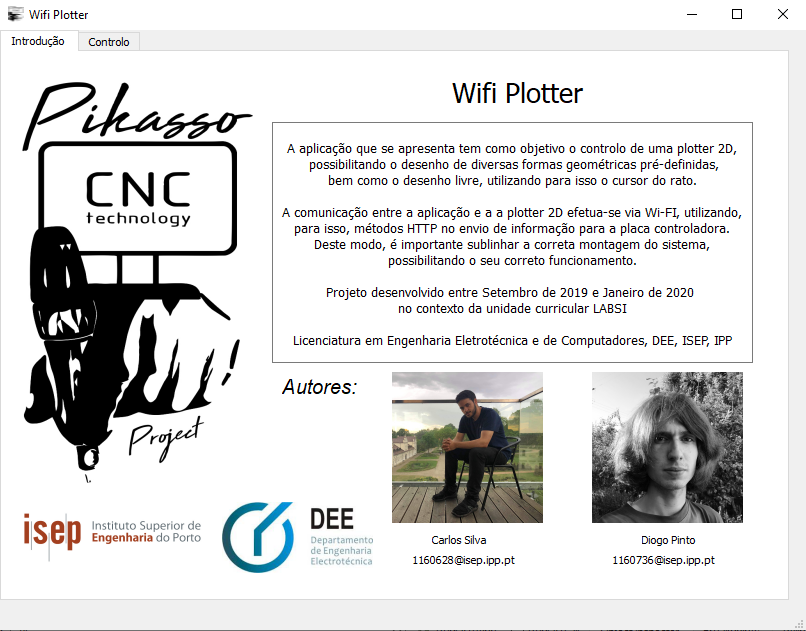 Wifi Plotter
Introdução
Controlo
Pikasso
CNC
technology
Project
Wifi Plotter
A aplicação que se apresenta tem como objetivo o controlo de uma plotter 2D,
possibilitando o desenho de diversas formas geométricas pré-definidas,
bem como o desenho livre, utilizando para isso o cursor do rato.
A comunicação entre a aplicação e a a plotter 2D efetua-se via Wi-FI, utilizando,
para isso, métodos HTTP no envio de informação para a placa controladora.
Deste modo, é importante sublinhar a correta montagem do sistema,
possibilitando o seu correto funcionamento.
Projeto desenvolvido entre Setembro de 2019 e Janeiro de 2020
no contexto da unidade curricular LABSI
Licenciatura em Engenharia Eletrotécnica e de Computadores, DEE, ISEP, IPP
Autores:
Carlos Silva
1160628@isep.ipp.pt
Diogo Pinto
1160736@isep.ipp.pt
isep
Instituto Superior de
Engenharia do Porto
DEE
Departamento
de Engenharia
Electrotécnica